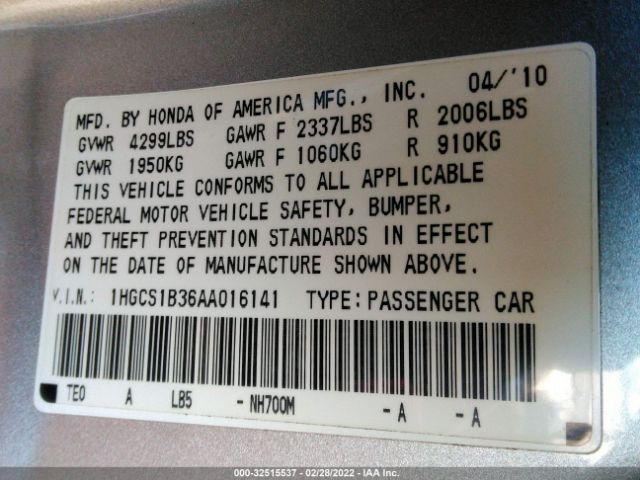 MFD. BY HONDA OF AMERICA MFG., INC. 04/'10
GVWR 4299LBS GAWR F 2337LBS R 2006LBS
GVWR 1950KG GAWR F 1060KG R 910KG
THIS VEHICLE CONFORMS TO ALL APPLICABLE
FEDERAL MOTOR VEHICLE SAFETY, BUMPER,
AND THEFT PREVENTION STANDARDS IN EFFECT
ON THE DATE OF MANUFACTURE SHOWN ABOVE.
V.I.N.: 1HGCS1B36AA016141 TYPE: PASSENGER CAR
TE0 A LB5 - NH700M - A - A
000-32515537 - 02/28/2022 - IAA Inc.